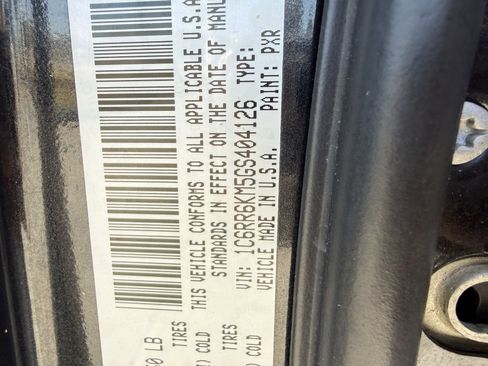 THIS VEHICLE CONFORMS TO ALL APPLICABLE U.S.A
STANDARDS IN EFFECT ON THE DATE OF MANU
VIN: 1C6RR6KM5GS404126 TYPE:
VEHICLE MADE IN U.S.A. PAINT: PXR
LB
TIRES
COLD
TIRES
COLD